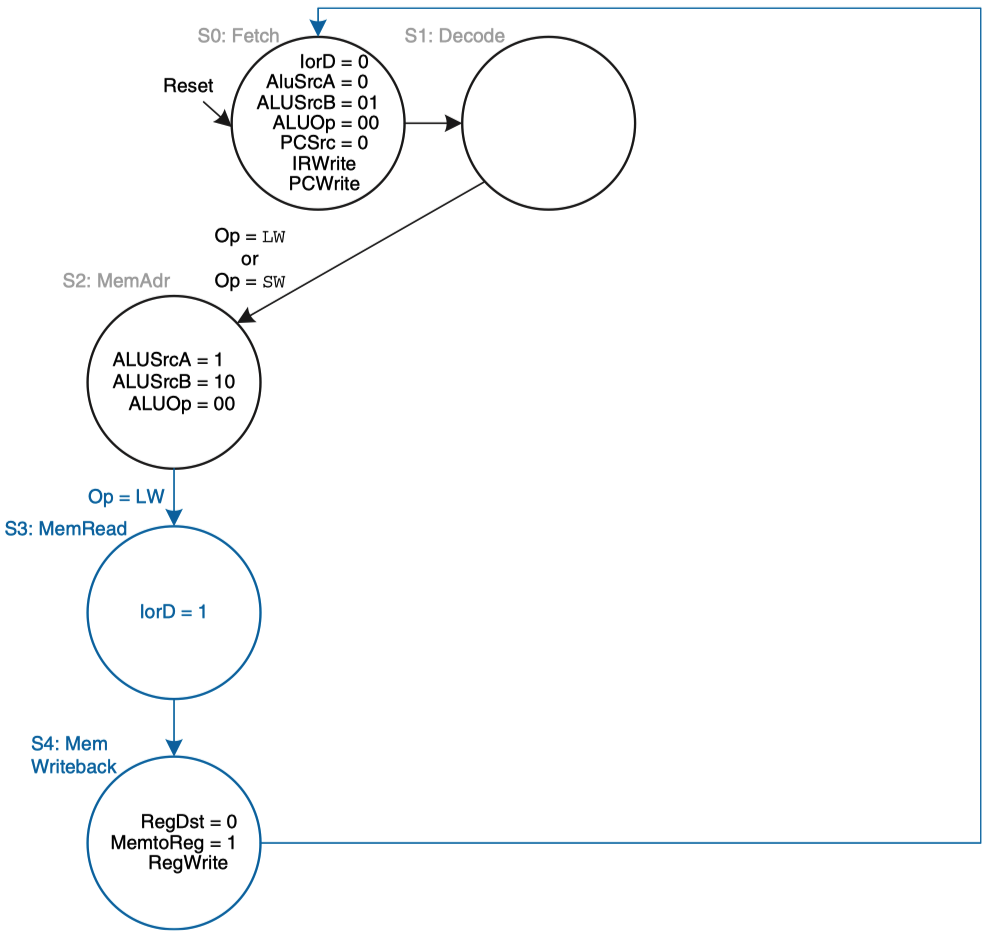 S0: Fetch
S1: Decode
Reset
IorD = 0
AluSrcA = 0
ALUSrcB = 01
ALUOp = 00
PCSrc = 0
IRWrite
PCWrite
Op = LW
or
Op = SW
S2: MemAdr
ALUSrcA = 1
ALUSrcB = 10
ALUOp = 00
Op = LW
S3: MemRead
IorD = 1
S4: Mem
Writeback
RegDst = 0
MemtoReg = 1
RegWrite